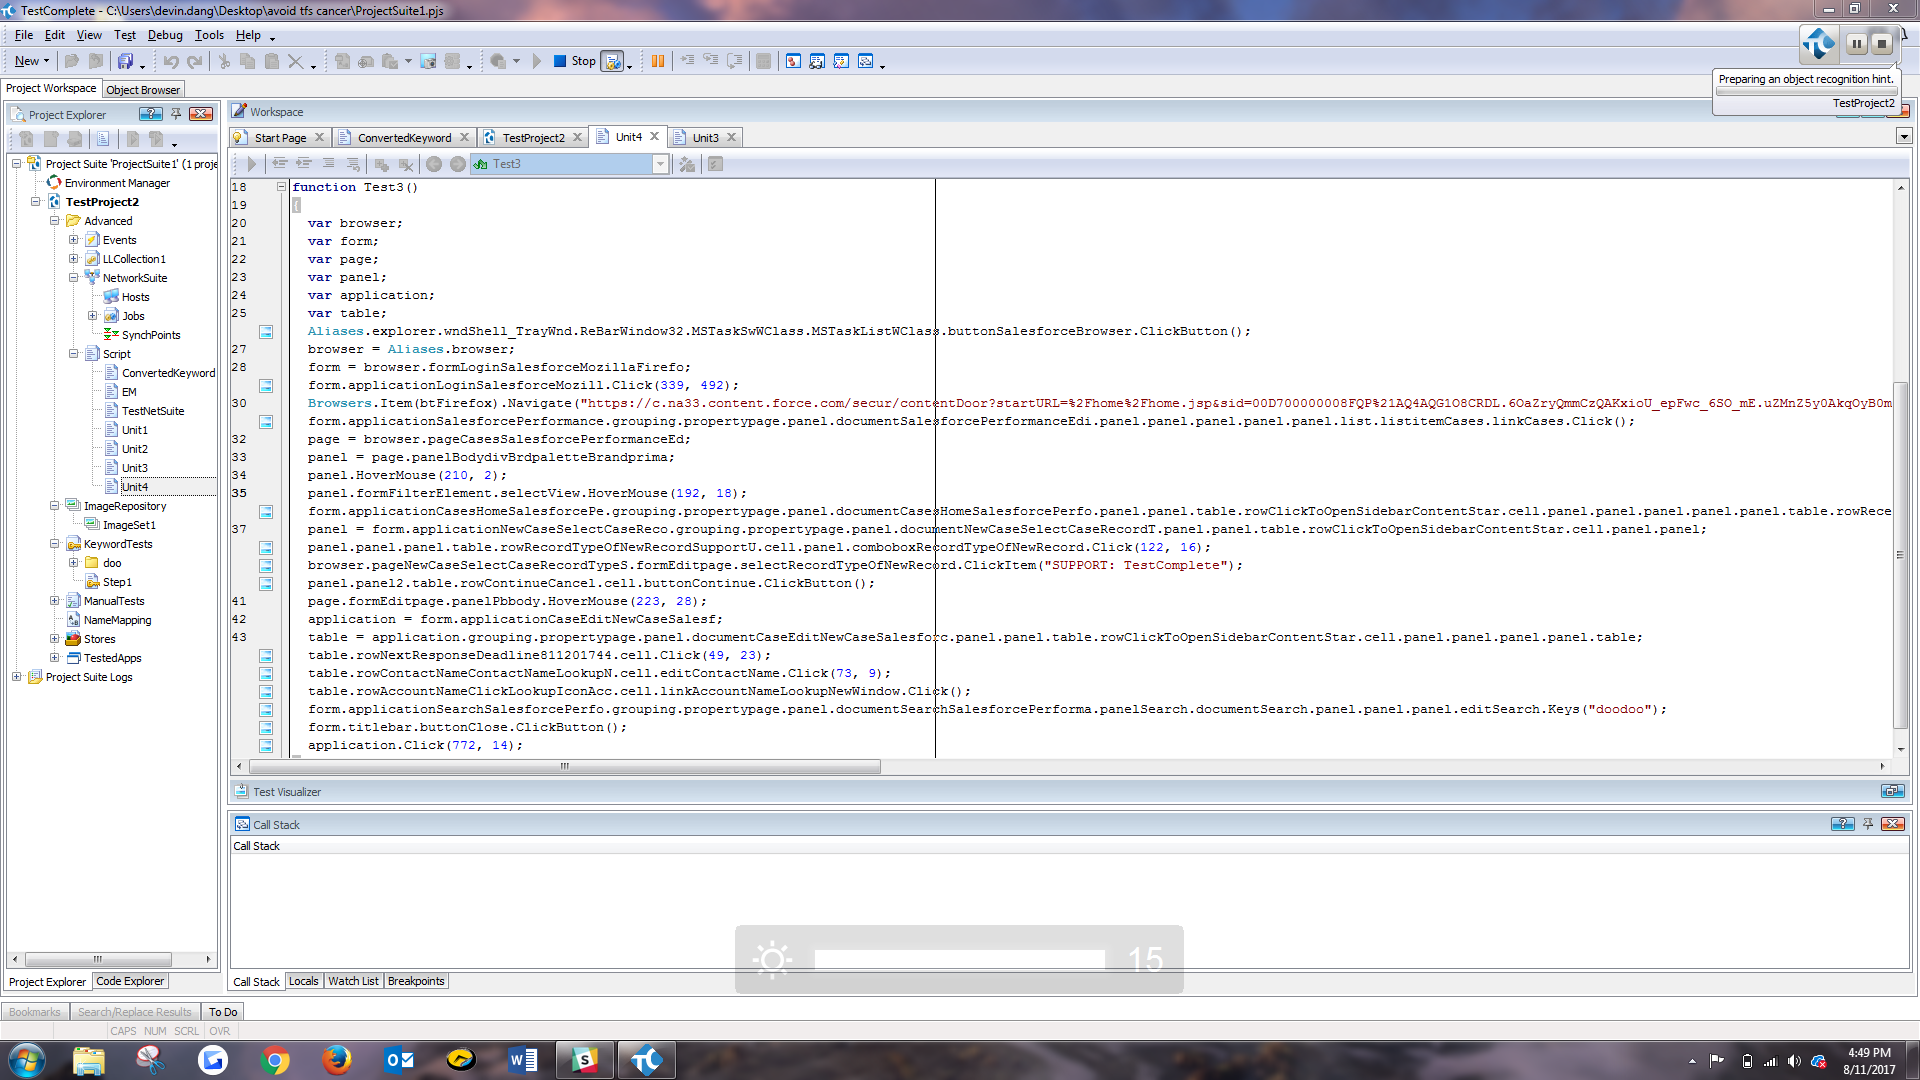 TestComplete - C:\Users\devin.dang\Desktop\avoid tfs cancer\ProjectSuite1.pjs
File Edit View Test Debug Tools Help
New Stop
Preparing an object recognition hint.
TestProject2
Project Workspace Object Browser
Project Explorer
Project Suite 'ProjectSuite1' (1 proje
Environment Manager
TestProject2
Advanced
Events
LLCollection1
NetworkSuite
Hosts
Jobs
SynchPoints
Script
ConvertedKeyword
EM
TestNetSuite
Unit1
Unit2
Unit3
Unit4
ImageRepository
ImageSet1
KeywordTests
doo
Step1
ManualTests
NameMapping
Stores
TestedApps
Project Suite Logs
Project Explorer Code Explorer
Workspace
Start Page ConvertedKeyword TestProject2 Unit4 Unit3
Test3
18 function Test3()
19 {
20 var browser;
21 var form;
22 var page;
23 var panel;
24 var application;
25 var table;
Aliases.explorer.wndShell_TrayWnd.ReBarWindow32.MSTaskSwWClass.MSTaskListWClass.buttonSalesforceBrowser.ClickButton();
27 browser = Aliases.browser;
28 form = browser.formLoginSalesforceMozillaFirefo;
form.applicationLoginSalesforceMozill.Click(339, 492);
30 Browsers.Item(btFirefox).Navigate("https://c.na33.content.force.com/secur/contentDoor?startURL=%2Fhome%2Fhome.jsp&sid=00D700000008FQP%21AQ4AQG1O8CRDL.6OaZryQmmCzQAKxioU_epFwc_6SO_mE.uZMnZ5y0AkqOyB0m
form.applicationSalesforcePerformance.grouping.propertypage.panel.documentSalesforcePerformanceEdi.panel.panel.panel.panel.panel.list.listitemCases.linkCases.Click();
32 page = browser.pageCasesSalesforcePerformanceEd;
33 panel = page.panelBodydivBrdpaletteBrandprima;
34 panel.HoverMouse(210, 2);
35 panel.formFilterElement.selectView.HoverMouse(192, 18);
form.applicationCasesHomeSalesforcePe.grouping.propertypage.panel.documentCasesHomeSalesforcePerfo.panel.panel.table.rowClickToOpenSidebarContentStar.cell.panel.panel.panel.panel.panel.table.rowRece
37 panel = form.applicationNewCaseSelectCaseReco.grouping.propertypage.panel.documentNewCaseSelectCaseRecordT.panel.panel.table.rowClickToOpenSidebarContentStar.cell.panel.panel;
panel.panel.panel.table.rowRecordTypeOfNewRecordSupportU.cell.panel.comboboxRecordTypeOfNewRecord.Click(122, 16);
browser.pageNewCaseSelectCaseRecordTypeS.formEditpage.selectRecordTypeOfNewRecord.ClickItem("SUPPORT: TestComplete");
panel.panel2.table.rowContinueCancel.cell.buttonContinue.ClickButton();
41 page.formEditpage.panelPbbody.HoverMouse(223, 28);
42 application = form.applicationCaseEditNewCaseSalesf;
43 table = application.grouping.propertypage.panel.documentCaseEditNewCaseSalesforc.panel.panel.table.rowClickToOpenSidebarContentStar.cell.panel.panel.panel.panel.table;
table.rowNextResponseDeadline811201744.cell.Click(49, 23);
table.rowContactNameContactNameLookupN.cell.editContactName.Click(73, 9);
table.rowAccountNameClickLookupIconAcc.cell.linkAccountNameLookupNewWindow.Click();
form.applicationSearchSalesforcePerfo.grouping.propertypage.panel.documentSearchSalesforcePerforma.panelSearch.documentSearch.panel.panel.panel.editSearch.Keys("doodoo");
form.titlebar.buttonClose.ClickButton();
application.Click(772, 14);
Test Visualizer
Call Stack
Call Stack
15
Call Stack Locals Watch List Breakpoints
Bookmarks Search/Replace Results To Do
CAPS NUM SCRL OVR
4:49 PM
8/11/2017